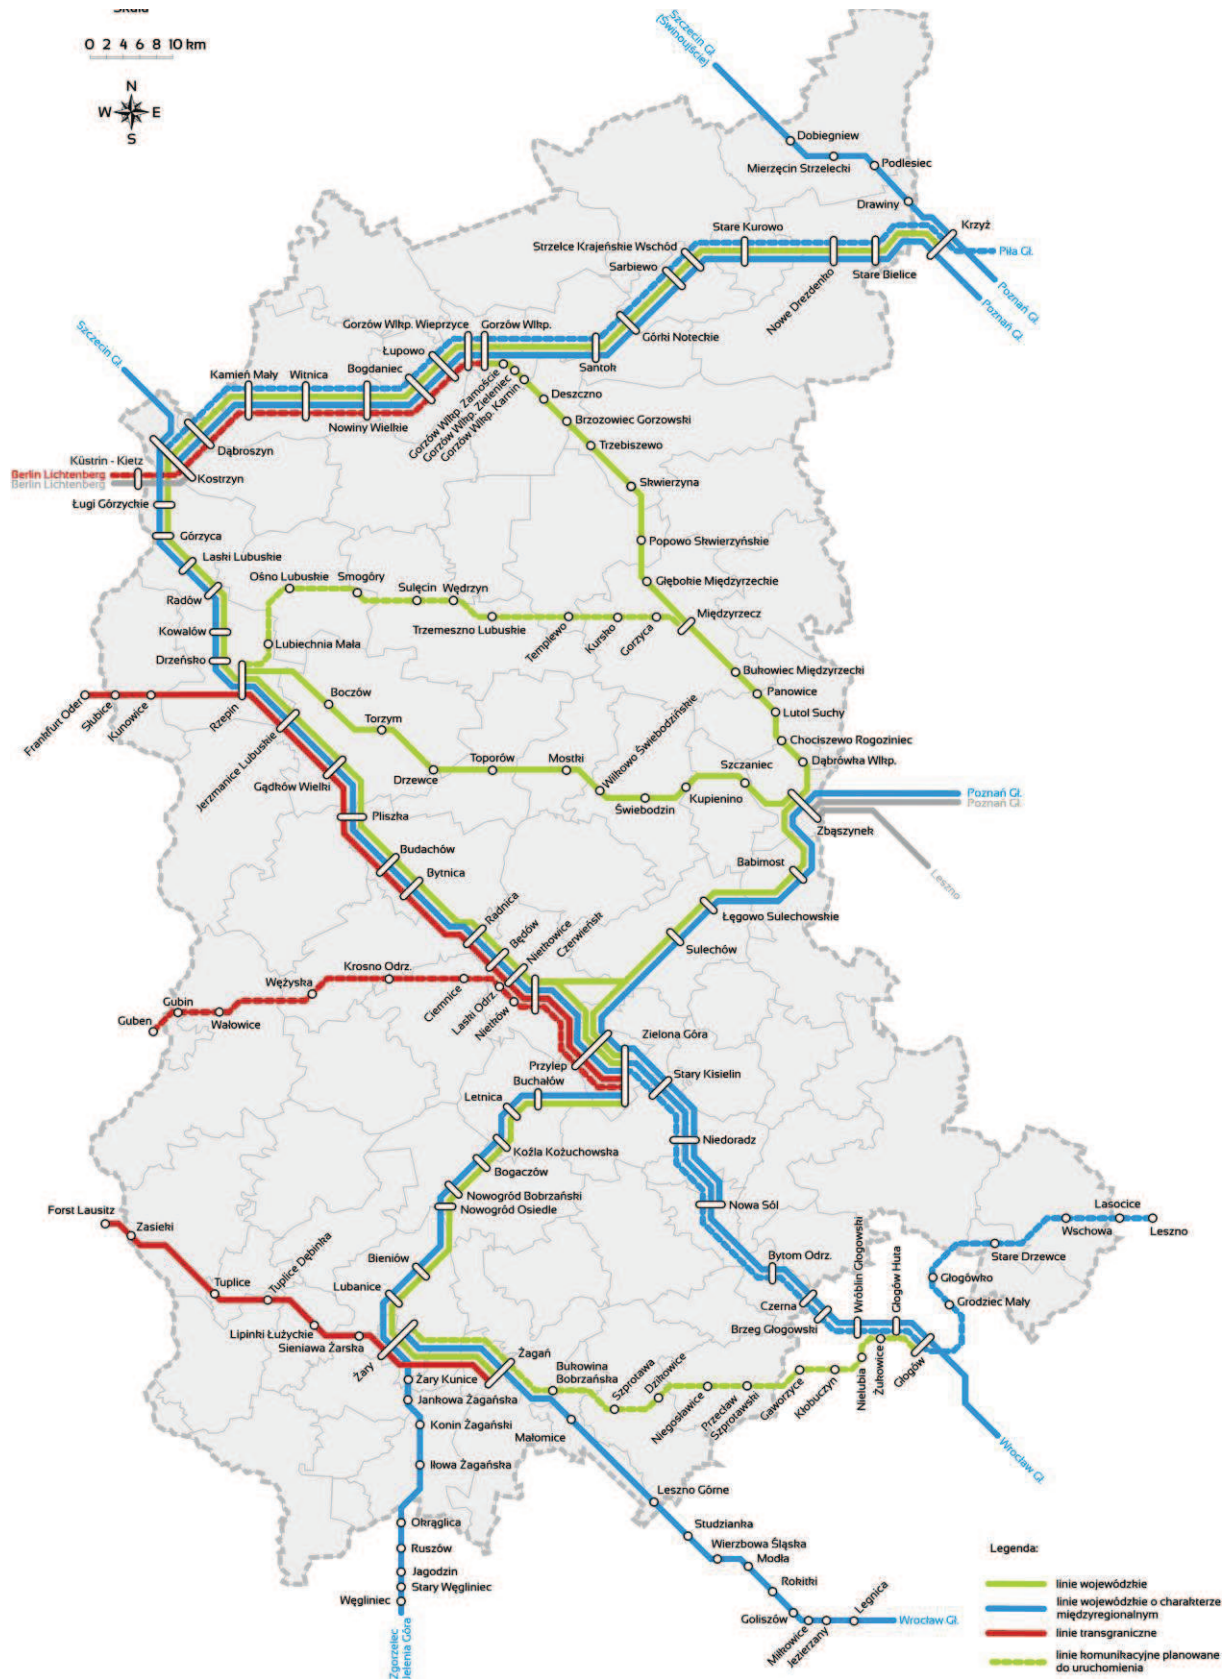 Skala
0 2 4 6 8 10 km
N
W E
S
Szczecin Gł.
(Świnoujście)
Dobiegniew
Mierzęcin Strzelecki
Podlesiec
Drawiny
Krzyż
Piła Gł.
Poznań Gł.
Poznań Gł.
Stare Kurowo
Strzelce Krajeńskie Wschód
Sarbiewo
Stare Bielice
Nowe Drezdenko
Górki Noteckie
Santok
Gorzów Wlkp. Wieprzyce
Gorzów Wlkp.
Łupowo
Bogdaniec
Szczecin Gł.
Kamień Mały
Witnica
Nowiny Wielkie
Dąbroszyn
Kostrzyn
Küstrin - Kietz
Berlin Lichtenberg
Berlin Lichtenberg
Gorzów Wlkp. Zamoście
Gorzów Wlkp. Zieleniec
Gorzów Wlkp. Karnin
Deszczno
Brzozowiec Gorzowski
Trzebiszewo
Skwierzyna
Popowo Skwierzyńskie
Głębokie Międzyrzeckie
Międzyrzecz
Ługi Górzyckie
Górzyca
Laski Lubuskie
Radów
Kowalów
Drzeńsko
Rzepin
Ośno Lubuskie
Smogóry
Sulęcin
Wędrzyn
Trzemeszno Lubuskie
Templewo
Kursko
Gorzyca
Lubiechnia Mała
Bukowiec Międzyrzecki
Panowice
Lutol Suchy
Chociszewo Rogoziniec
Dąbrówka Wlkp.
Frankfurt Oder
Słubice
Kunowice
Boczów
Torzym
Drzewce
Toporów
Mostki
Wilkowo Świebodzińskie
Świebodzin
Kupienino
Szczaniec
Zbąszynek
Poznań Gł.
Poznań Gł.
Leszno
Jerzmanice Lubuskie
Gądków Wielki
Pliszka
Budachów
Bytnica
Radnica
Będów
Nietkowice
Czerwieńsk
Babimost
Łęgowo Sulechowskie
Sulechów
Krosno Odrz.
Wężyska
Gubin
Guben
Wałowice
Ciemnice
Laski Odrz.
Nietków
Zielona Góra
Przylep
Stary Kisielin
Buchałów
Letnica
Niedoradz
Koźla Kożuchowska
Bogaczów
Nowogród Bobrzański
Nowogród Osiedle
Nowa Sól
Bieniów
Lubanice
Forst Lausitz
Zasieki
Tuplice
Tuplice Dębinka
Lipinki Łużyckie
Sieniawa Żarska
Żary
Żagań
Bytom Odrz.
Czerna
Brzeg Głogowski
Wróblin Głogowski
Głogów Huta
Głogów
Głogówko
Grodziec Mały
Stare Drzewce
Wschowa
Lasocice
Leszno
Wrocław Gł.
Żary Kunice
Jankowa Żagańska
Konin Żagański
Iłowa Żagańska
Okrąglica
Ruszów
Jagodzin
Stary Węgliniec
Węgliniec
Zgorzelec
Jelenia Góra
Bukowina
Bobrzańska
Szprotawa
Dzikowice
Niegosławice
Przecław
Szprotawski
Gaworzyce
Kłobuczyn
Nielubia
Żukowice
Małomice
Leszno Górne
Studzianka
Wierzbowa Śląska
Modła
Rokitki
Goliszów
Miłkowice
Jezierzany
Legnica
Wrocław Gł.
Legenda:
linie wojewódzkie
linie wojewódzkie o charakterze
międzyregionalnym
linie transgraniczne
linie komunikacyjne planowane
do uruchomienia